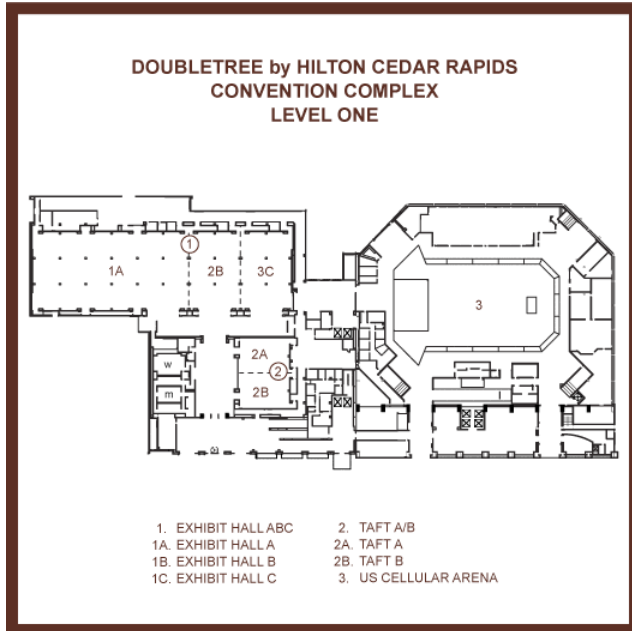 DOUBLETREE by HILTON CEDAR RAPIDS
CONVENTION COMPLEX
LEVEL ONE
1
1A
2B
3C
3
2A
2
2B
w
m
1. EXHIBIT HALL ABC
1A. EXHIBIT HALL A
1B. EXHIBIT HALL B
1C. EXHIBIT HALL C
2. TAFT A/B
2A. TAFT A
2B. TAFT B
3. US CELLULAR ARENA